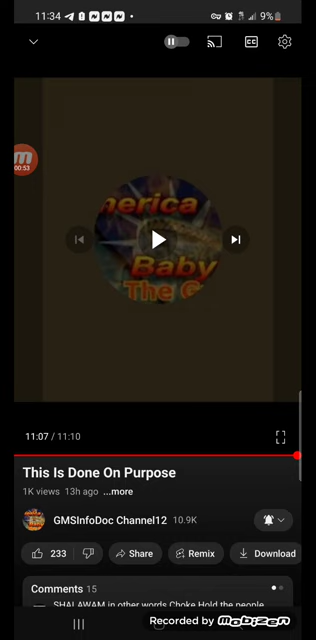 11:34
9%
CC
m
00:53
merica
Baby
The G
11:07 / 11:10
This Is Done On Purpose
1K views 13h ago ...more
GMSInfoDoc Channel12 10.9K
233
Share
Remix
Download
Comments 15
SHALAWAM in other words Choke Hold the people
Recorded by mobizen